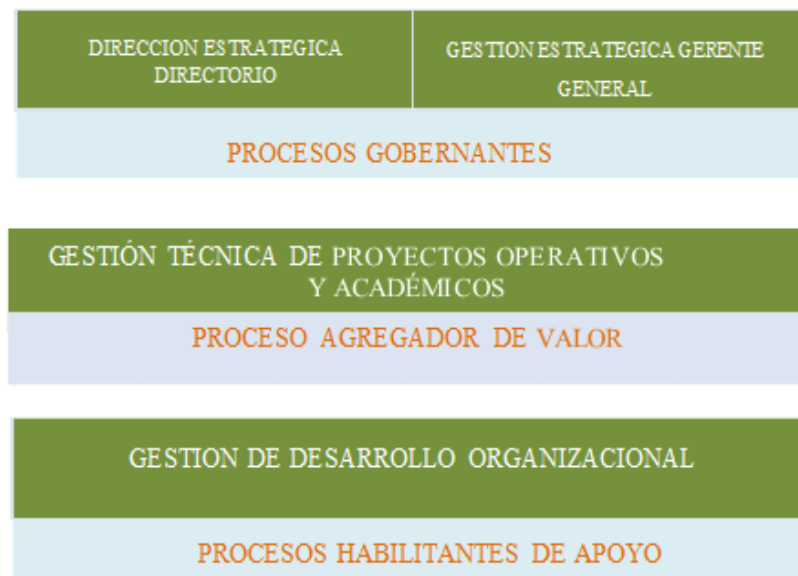 DIRECCION ESTRATEGICA
DIRECTORIO
GESTION ESTRATEGICA GERENTE
GENERAL
PROCESOS GOBERNANTES
GESTIÓN TÉCNICA DE PROYECTOS OPERATIVOS
Y ACADÉMICOS
PROCESO AGREGADOR DE VALOR
GESTION DE DESARROLLO ORGANIZACIONAL
PROCESOS HABILITANTES DE APOYO